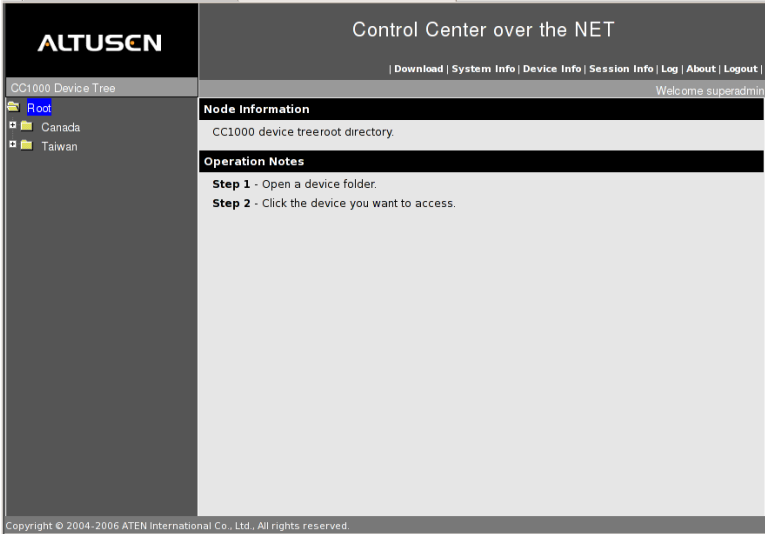 ALTUSEN
Control Center over the NET
| Download | System Info | Device Info | Session Info | Log | About | Logout |
CC1000 Device Tree
Welcome superadmin
Root
Canada
Taiwan
Node Information
CC1000 device treeroot directory.
Operation Notes
Step 1 - Open a device folder.
Step 2 - Click the device you want to access.
Copyright © 2004-2006 ATEN International Co., Ltd., All rights reserved.